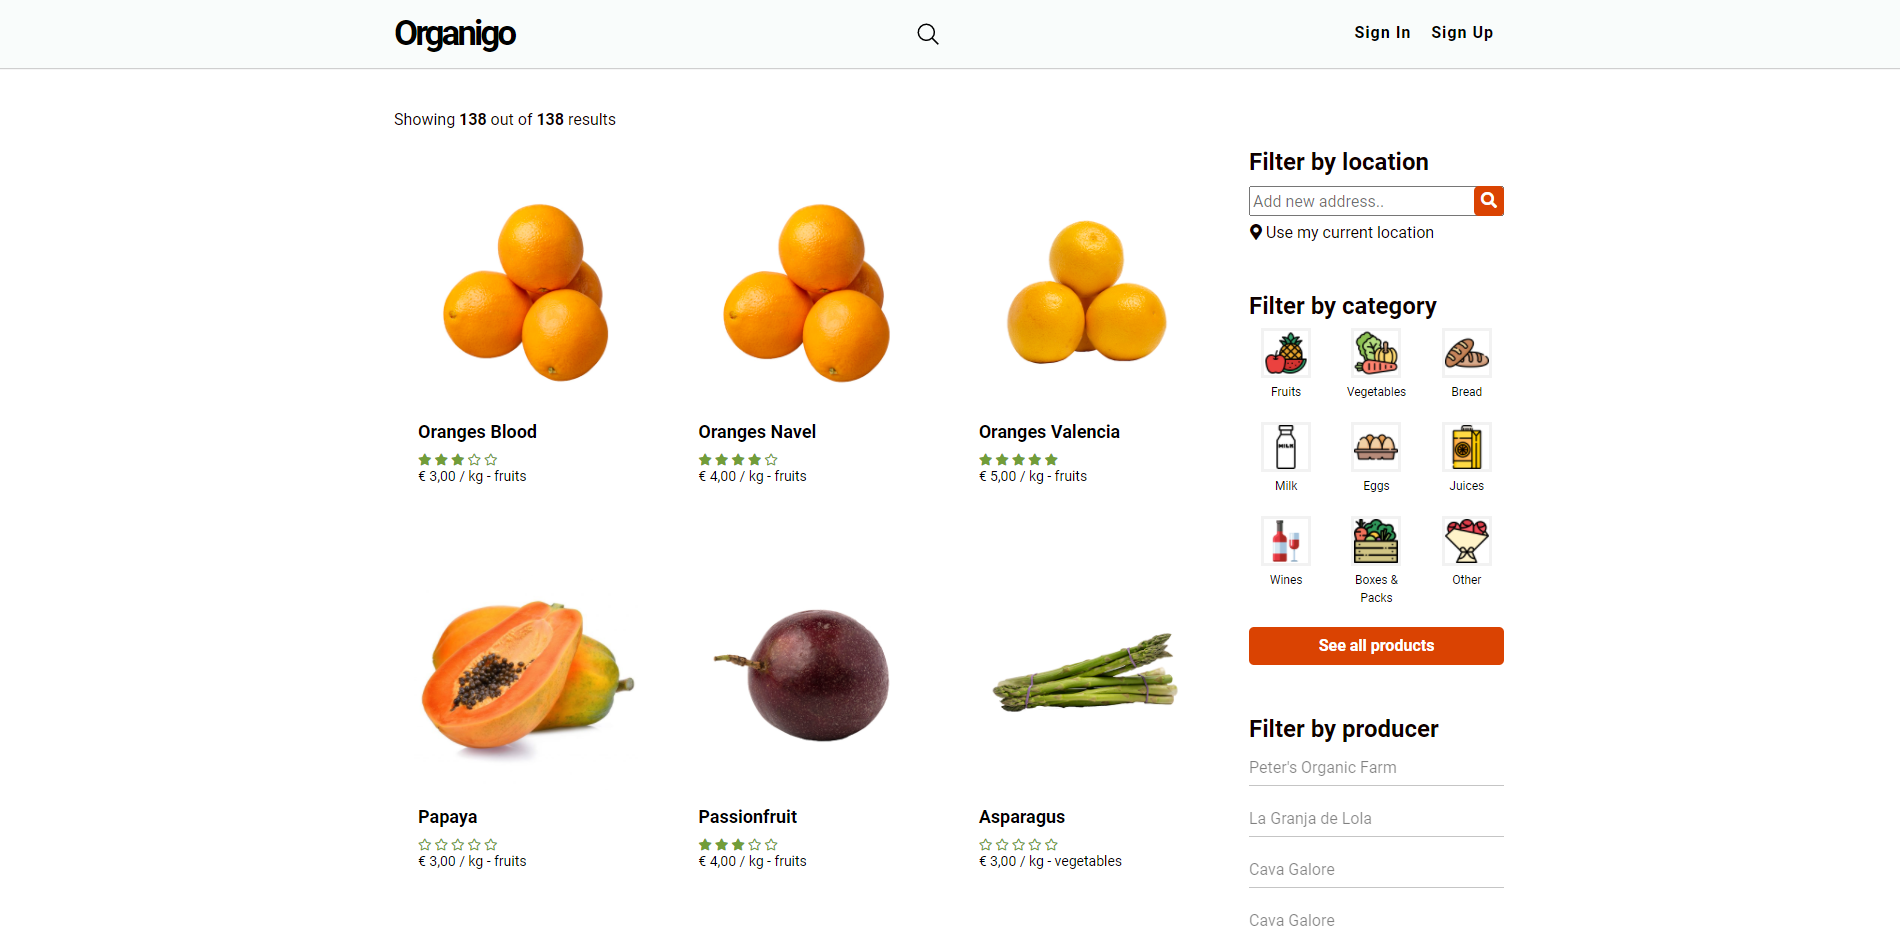 Organigo
Sign In
Sign Up
Showing 138 out of 138 results
Oranges Blood
€ 3,00 / kg - fruits
Oranges Navel
€ 4,00 / kg - fruits
Oranges Valencia
€ 5,00 / kg - fruits
Papaya
€ 3,00 / kg - fruits
Passionfruit
€ 4,00 / kg - fruits
Asparagus
€ 3,00 / kg - vegetables
Filter by location
Add new address..
Use my current location
Filter by category
Fruits
Vegetables
Bread
MILK
Milk
Eggs
Juices
Wines
Boxes &
Packs
Other
See all products
Filter by producer
Peter's Organic Farm
La Granja de Lola
Cava Galore
Cava Galore